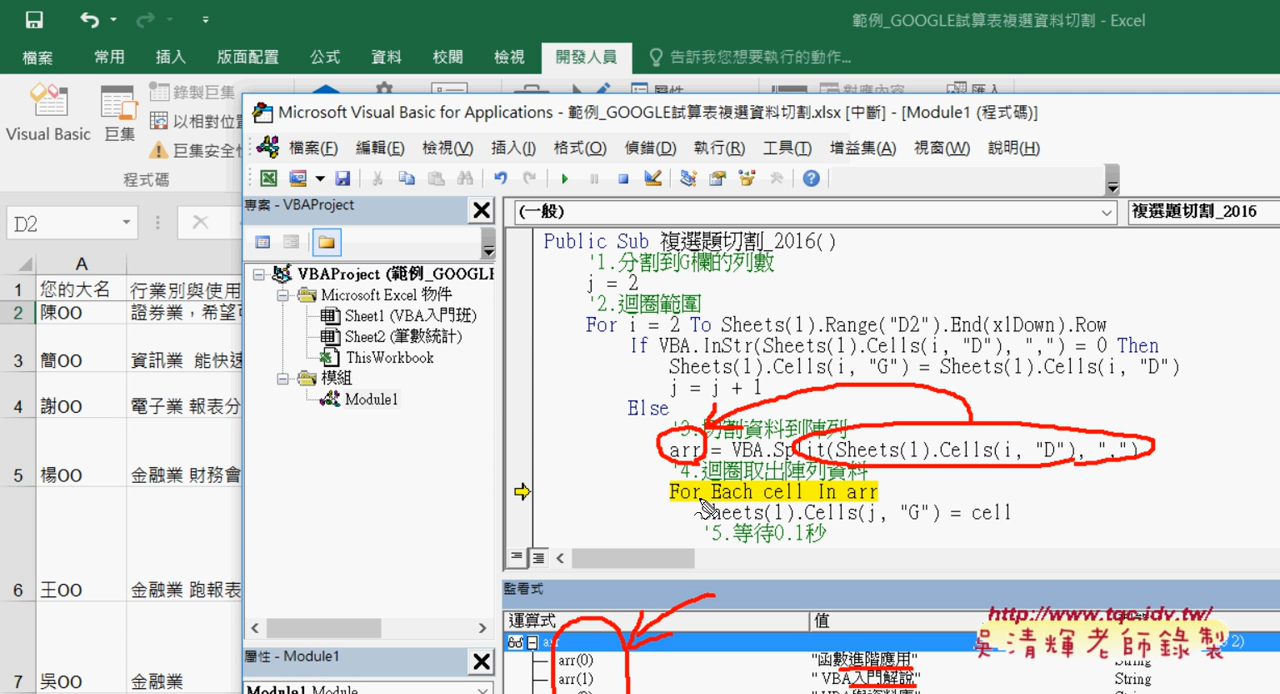 範例_GOOGLE試算表複選資料切割 - Excel
檔案 常用 插入 版面配置 公式 資料 校閱 檢視 開發人員 告訴我您想要執行的動作...
Visual Basic
巨集
錄製巨集
以相對位置
巨集安全性
程式碼
屬性
對應內容
匯入
Microsoft Visual Basic for Applications - 範例_GOOGLE試算表複選資料切割.xlsx [中斷] - [Module1 (程式碼)]
檔案(F) 編輯(E) 檢視(V) 插入(I) 格式(O) 偵錯(D) 執行(R) 工具(T) 增益集(A) 視窗(W) 說明(H)
D2
專案 - VBAProject
VBAProject (範例_GOOGLE
Microsoft Excel 物件
Sheet1 (VBA入門班)
Sheet2 (筆數統計)
ThisWorkbook
模組
Module1
屬性 - Module1
Module1 Module
A
1 您的大名 行業別與使用
2 陳OO 證券業，希望可
3 簡OO 資訊業 能快速
4 謝OO 電子業 報表分
5 楊OO 金融業 財務會
6 王OO 金融業 跑報表
7 吳OO 金融業
(一般)
複選題切割_2016
Public Sub 複選題切割_2016()
'1.分割到G欄的列數
j = 2
'2.迴圈範圍
For i = 2 To Sheets(1).Range("D2").End(xlDown).Row
If VBA.InStr(Sheets(1).Cells(i, "D"), ",") = 0 Then
Sheets(1).Cells(i, "G") = Sheets(1).Cells(i, "D")
j = j + 1
Else
'3.切割資料到陣列
arr = VBA.Split(Sheets(1).Cells(i, "D"), ",")
'4.迴圈取出陣列資料
For Each cell In arr
Sheets(1).Cells(j, "G") = cell
'5.等待0.1秒
監看式
運算式 值
arr
arr(0) "函數進階應用" String
arr(1) " VBA入門解說" String
http://www.tqc.idv.tw/
吳清輝老師錄製